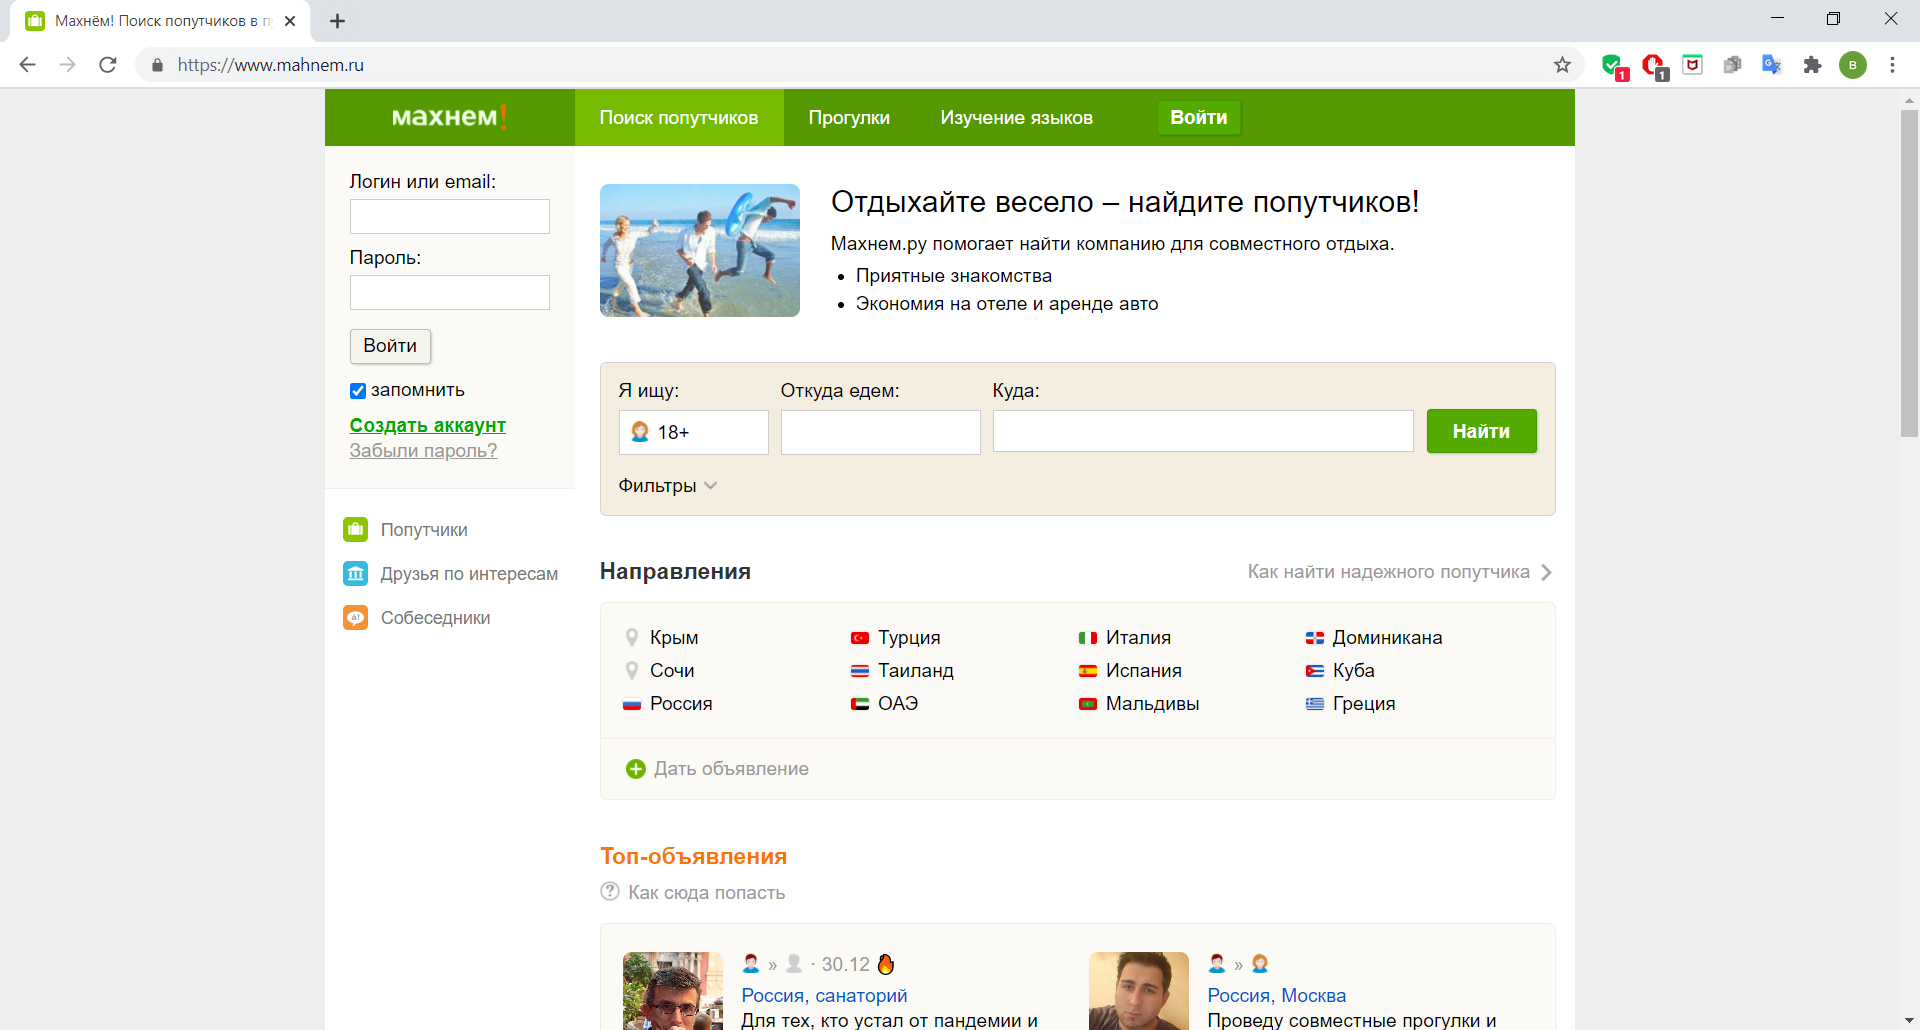 Махнём! Поиск попутчиков в п
https://www.mahnem.ru
1
1
B
махнем!
Поиск попутчиков
Прогулки
Изучение языков
Войти
Логин или email:
Пароль:
Войти
запомнить
Создать аккаунт
Забыли пароль?
Попутчики
Друзья по интересам
Собеседники
Отдыхайте весело – найдите попутчиков!
Махнем.ру помогает найти компанию для совместного отдыха.
• Приятные знакомства
• Экономия на отеле и аренде авто
Я ищу:
Откуда едем:
Куда:
18+
Найти
Фильтры
Направления
Как найти надежного попутчика
Крым
Турция
Италия
Доминикана
Сочи
Таиланд
Испания
Куба
Россия
ОАЭ
Мальдивы
Греция
Дать объявление
Топ-объявления
? Как сюда попасть
» · 30.12
Россия, санаторий
Для тех, кто устал от пандемии и
»
Россия, Москва
Проведу совместные прогулки и